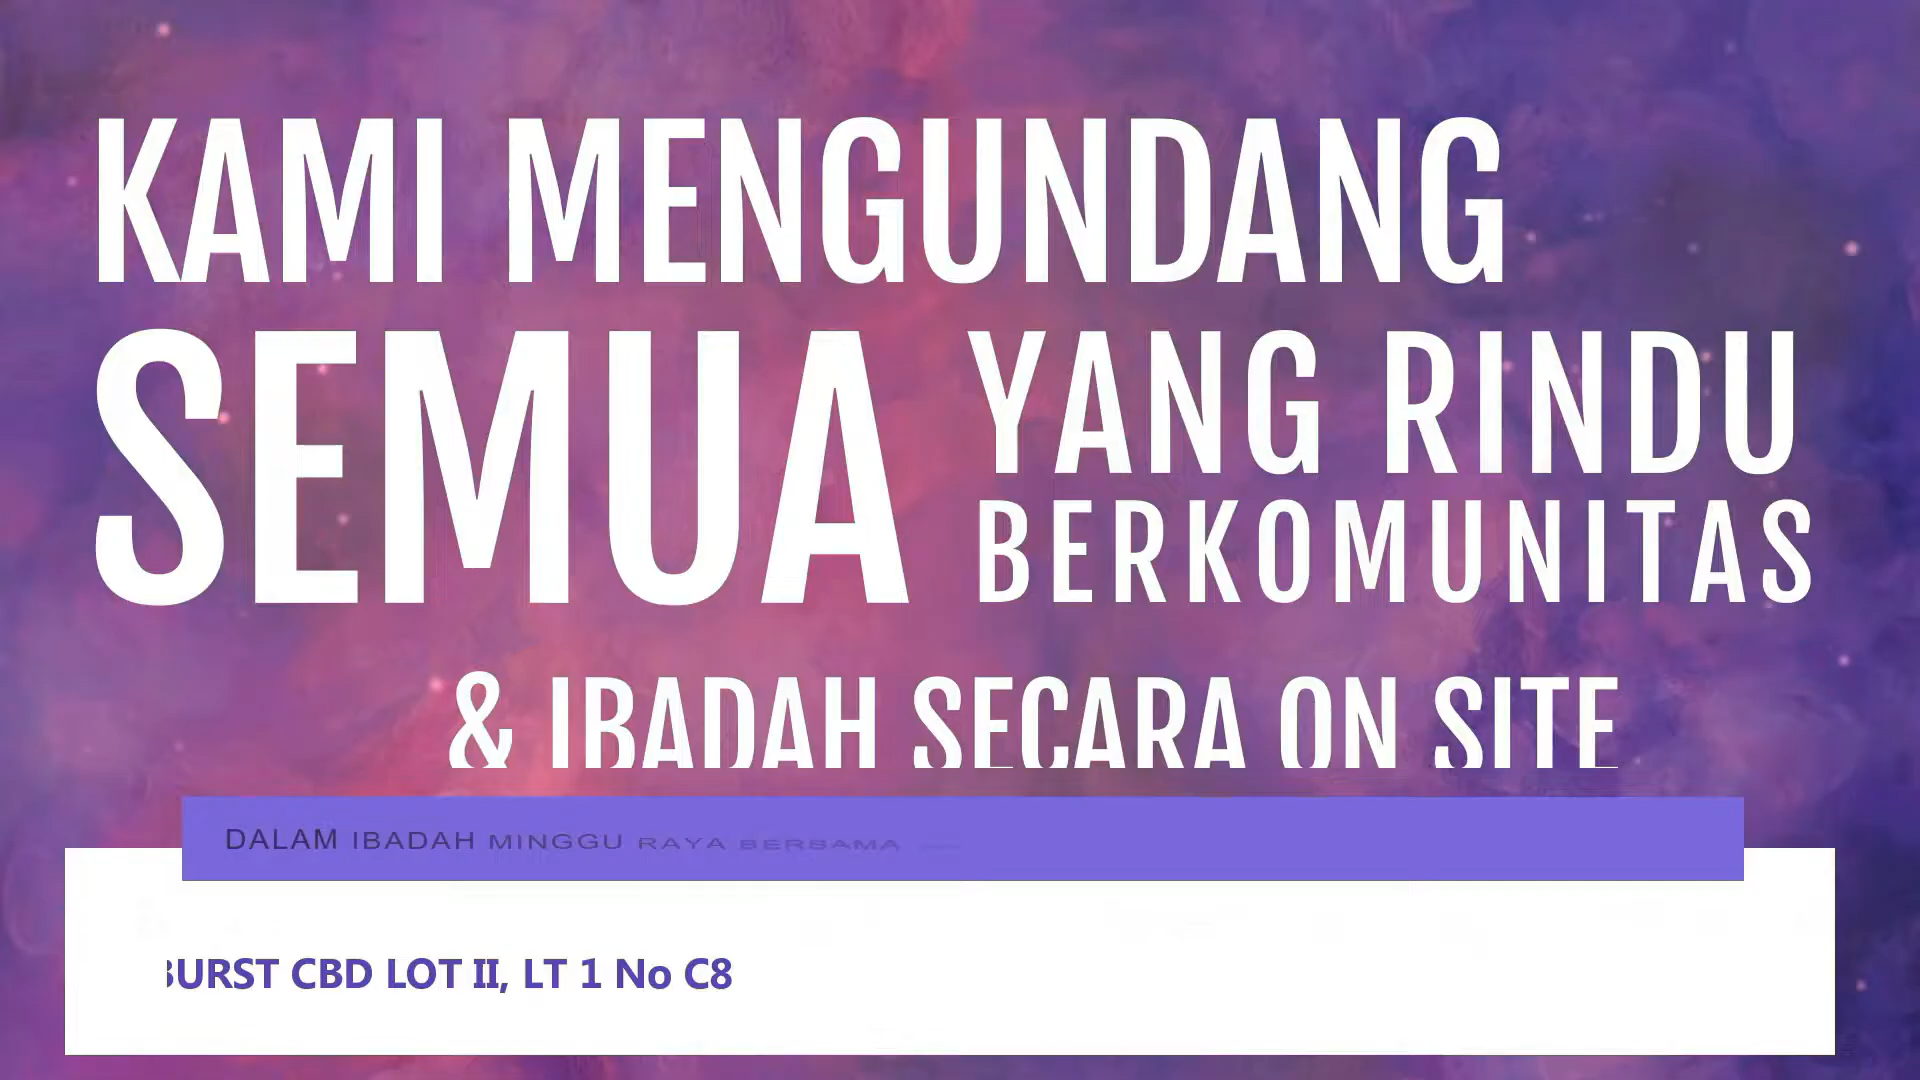 KAMI MENGUNDANG
SEMUA YANG RINDU
BERKOMUNITAS
& IBADAH SECARA ON SITE
DALAM IBADAH MINGGU RAYA BERSAMA
BURST CBD LOT II, LT 1 No C8